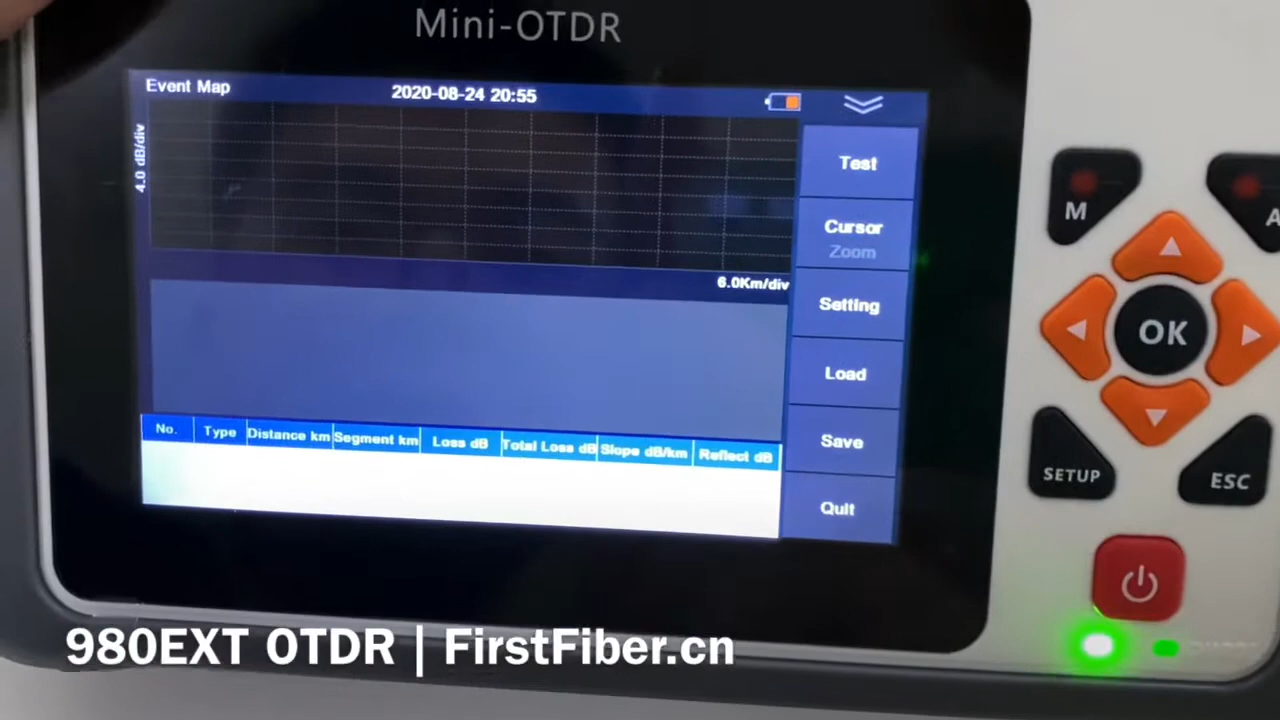 Mini-OTDR
Event Map
2020-08-24 20:55
4.0 dB/div
6.0Km/div
Test
Cursor
Zoom
Setting
Load
Save
Quit
No. Type Distance km Segment km Loss dB Total Loss dB Slope dB/km Reflect dB
M
A
OK
SETUP
ESC
980EXT OTDR | FirstFiber.cn